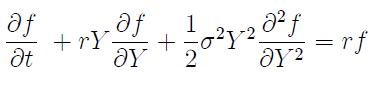 ∂f/∂t + rY ∂f/∂Y + 1/2 σ²Y² ∂²f/∂Y² = rf